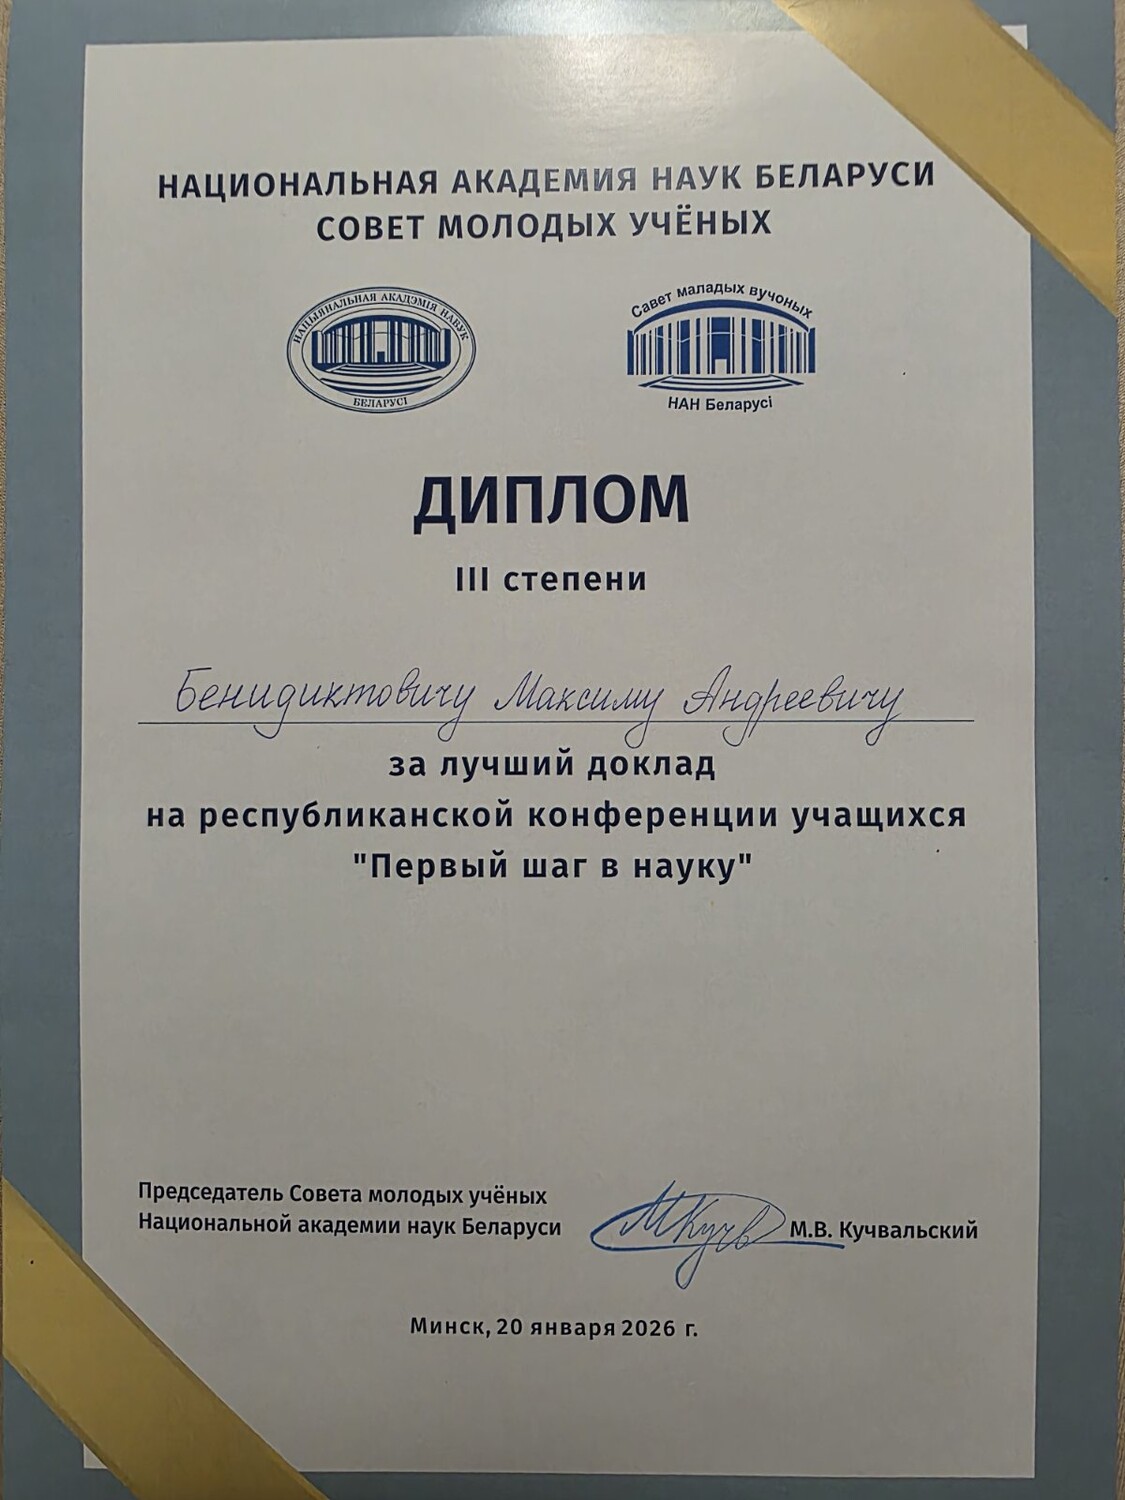 НАЦИОНАЛЬНАЯ АКАДЕМИЯ НАУК БЕЛАРУСИ
СОВЕТ МОЛОДЫХ УЧЁНЫХ
НАЦЫЯНАЛЬНАЯ АКАДЭМІЯ НАВУК
БЕЛАРУСІ
Савет маладых вучоных
НАН Беларусі
ДИПЛОМ
III степени
Бенидиктовичу Максиму Андреевичу
за лучший доклад
на республиканской конференции учащихся
"Первый шаг в науку"
Председатель Совета молодых учёных
Национальной академии наук Беларуси
МКучв М.В. Кучвальский
Минск, 20 января 2026 г.